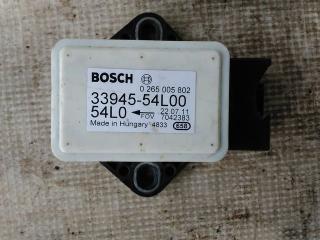 BOSCH
0 265 005 802
33945-54L00
54L0 22.07.11
FOV 7042383
Made in Hungary 4833 658